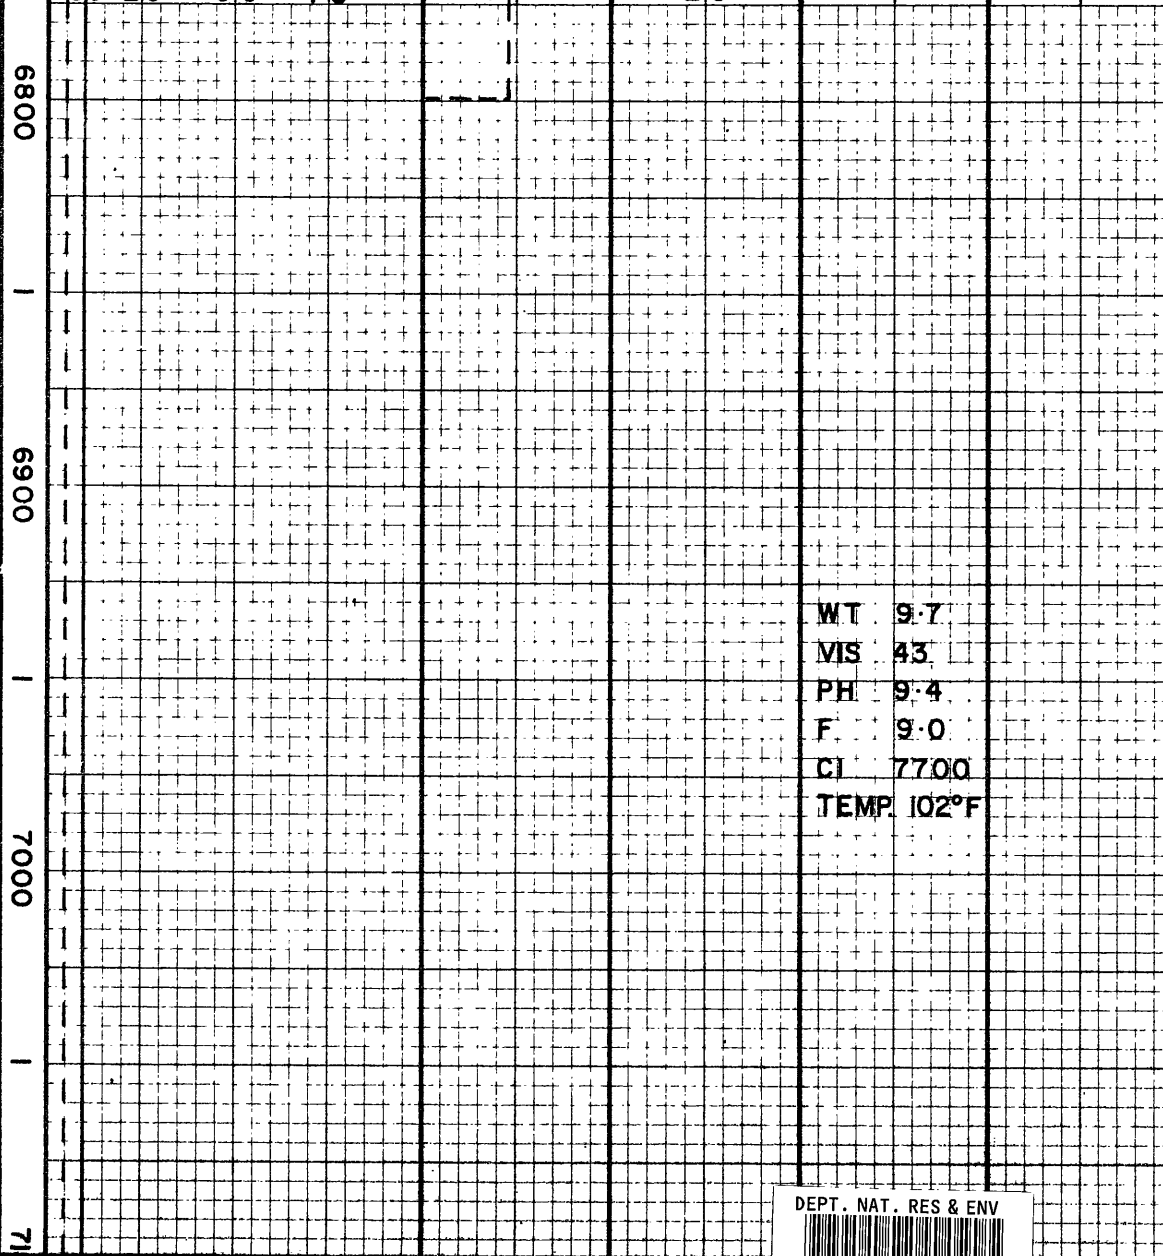 6800
6900
WT 9.7
VIS 43
PH 9.4
F 9.0
Cl 7700
TEMP. 102°F
7000
DEPT. NAT. RES & ENV